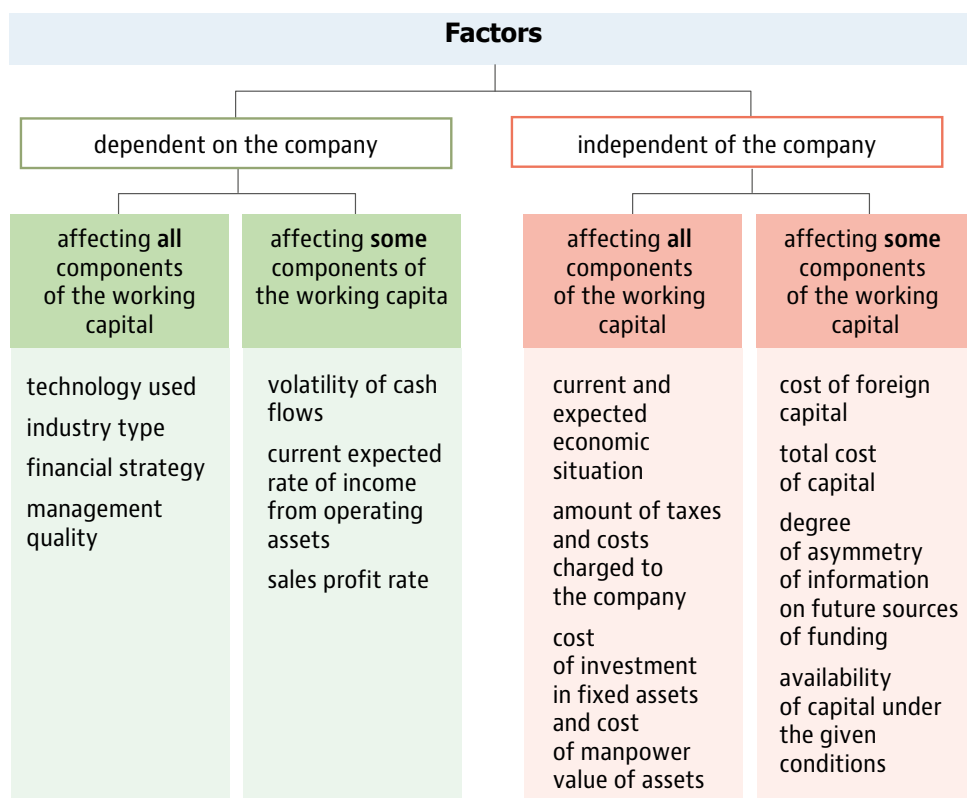 Factors
dependent on the company
independent of the company
affecting all
components
of the working
capital
affecting some
components of
the working capita
affecting all
components
of the working
capital
affecting some
components
of the working
capital
technology used
industry type
financial strategy
management
quality
volatility of cash
flows
current expected
rate of income
from operating
assets
sales profit rate
current and
expected
economic
situation
amount of taxes
and costs
charged to
the company
cost
of investment
in fixed assets
and cost
of manpower
value of assets
cost of foreign
capital
total cost
of capital
degree
of asymmetry
of information
on future sources
of funding
availability
of capital under
the given
conditions